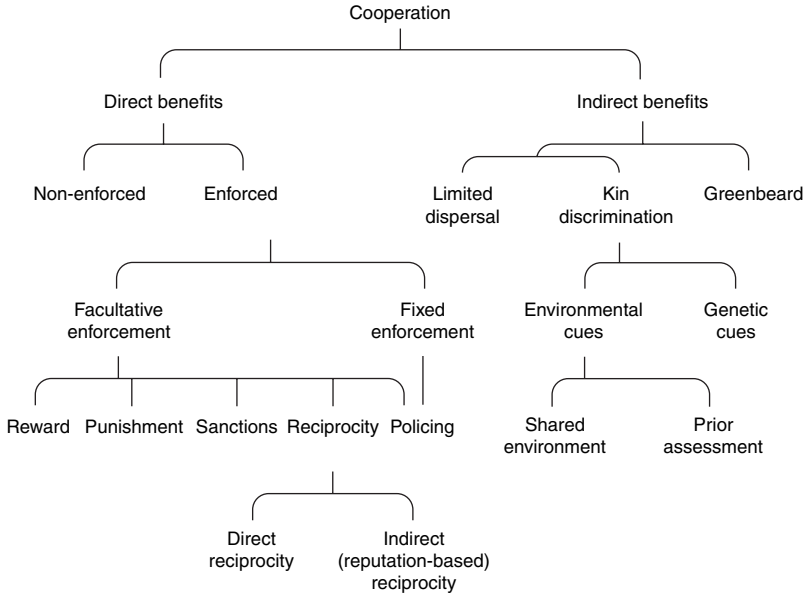 Cooperation
Direct benefits
Indirect benefits
Non-enforced
Enforced
Limited
dispersal
Kin
discrimination
Greenbeard
Facultative
enforcement
Fixed
enforcement
Environmental
cues
Genetic
cues
Reward
Punishment
Sanctions
Reciprocity
Policing
Shared
environment
Prior
assessment
Direct
reciprocity
Indirect
(reputation-based)
reciprocity